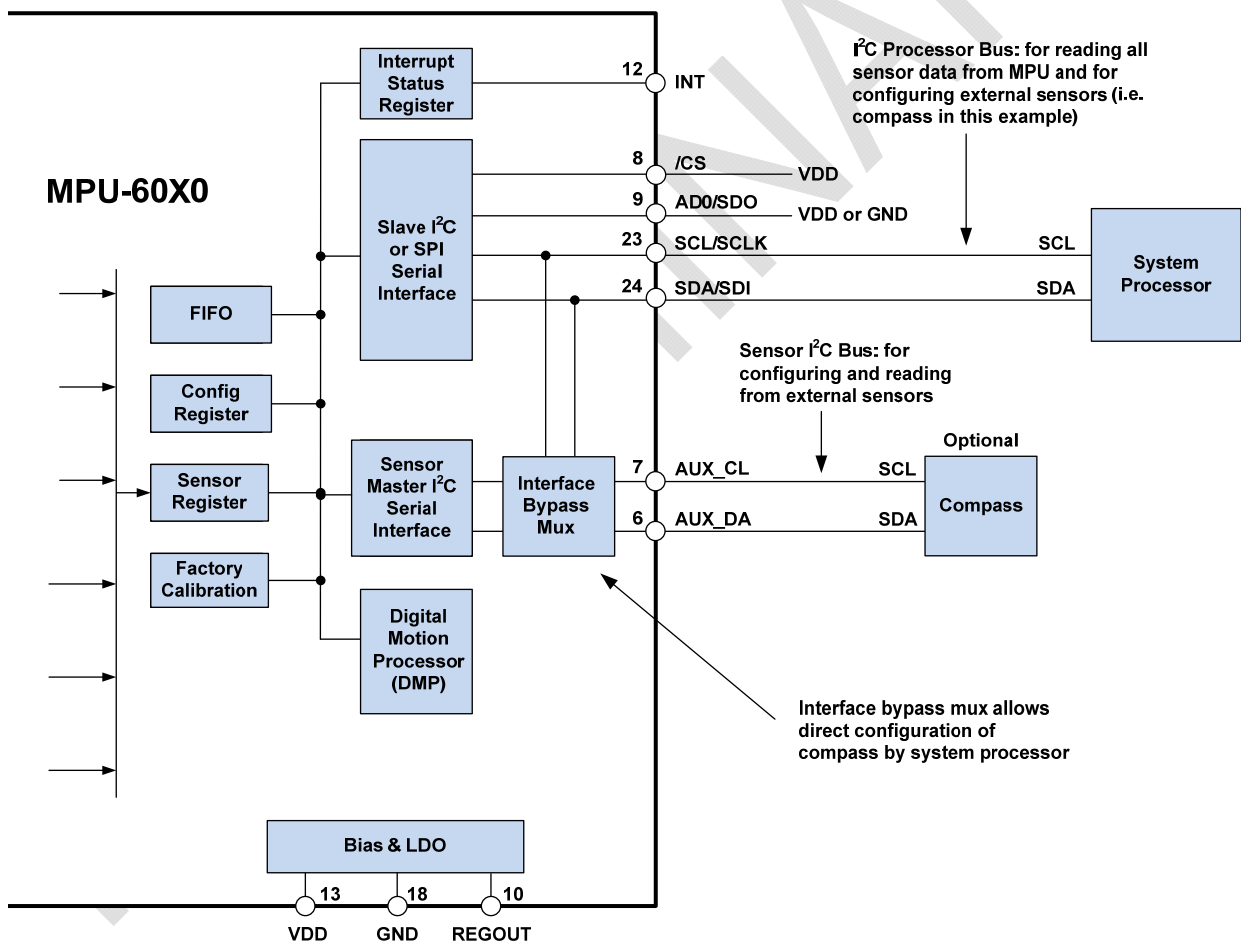 MPU-60X0
Interrupt
Status
Register
12
INT
Slave I²C
or SPI
Serial
Interface
8
/CS
VDD
9
AD0/SDO
VDD or GND
23
SCL/SCLK
SCL
24
SDA/SDI
SDA
System
Processor
I²C Processor Bus: for reading all
sensor data from MPU and for
configuring external sensors (i.e.
compass in this example)
FIFO
Config
Register
Sensor
Register
Factory
Calibration
Sensor
Master I²C
Serial
Interface
Interface
Bypass
Mux
7
AUX_CL
SCL
6
AUX_DA
SDA
Optional
Compass
Sensor I²C Bus: for
configuring and reading
from external sensors
Digital
Motion
Processor
(DMP)
Interface bypass mux allows
direct configuration of
compass by system processor
Bias & LDO
13
18
10
VDD
GND
REGOUT